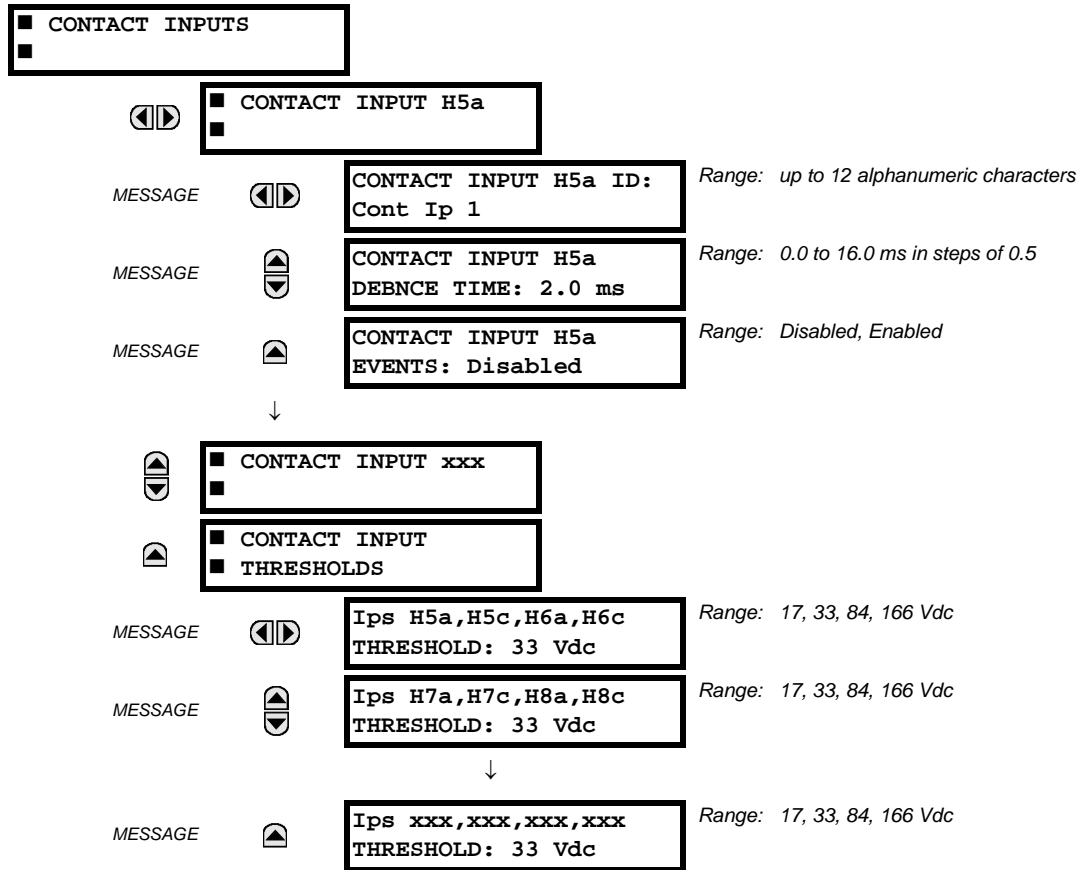 ■ CONTACT INPUTS
■
■ CONTACT INPUT H5a
■
MESSAGE
CONTACT INPUT H5a ID:
Cont Ip 1
Range: up to 12 alphanumeric characters
MESSAGE
CONTACT INPUT H5a
DEBNCE TIME: 2.0 ms
Range: 0.0 to 16.0 ms in steps of 0.5
MESSAGE
CONTACT INPUT H5a
EVENTS: Disabled
Range: Disabled, Enabled
↓
■ CONTACT INPUT xxx
■
■ CONTACT INPUT
■ THRESHOLDS
MESSAGE
Ips H5a,H5c,H6a,H6c
THRESHOLD: 33 Vdc
Range: 17, 33, 84, 166 Vdc
MESSAGE
Ips H7a,H7c,H8a,H8c
THRESHOLD: 33 Vdc
Range: 17, 33, 84, 166 Vdc
↓
MESSAGE
Ips xxx,xxx,xxx,xxx
THRESHOLD: 33 Vdc
Range: 17, 33, 84, 166 Vdc